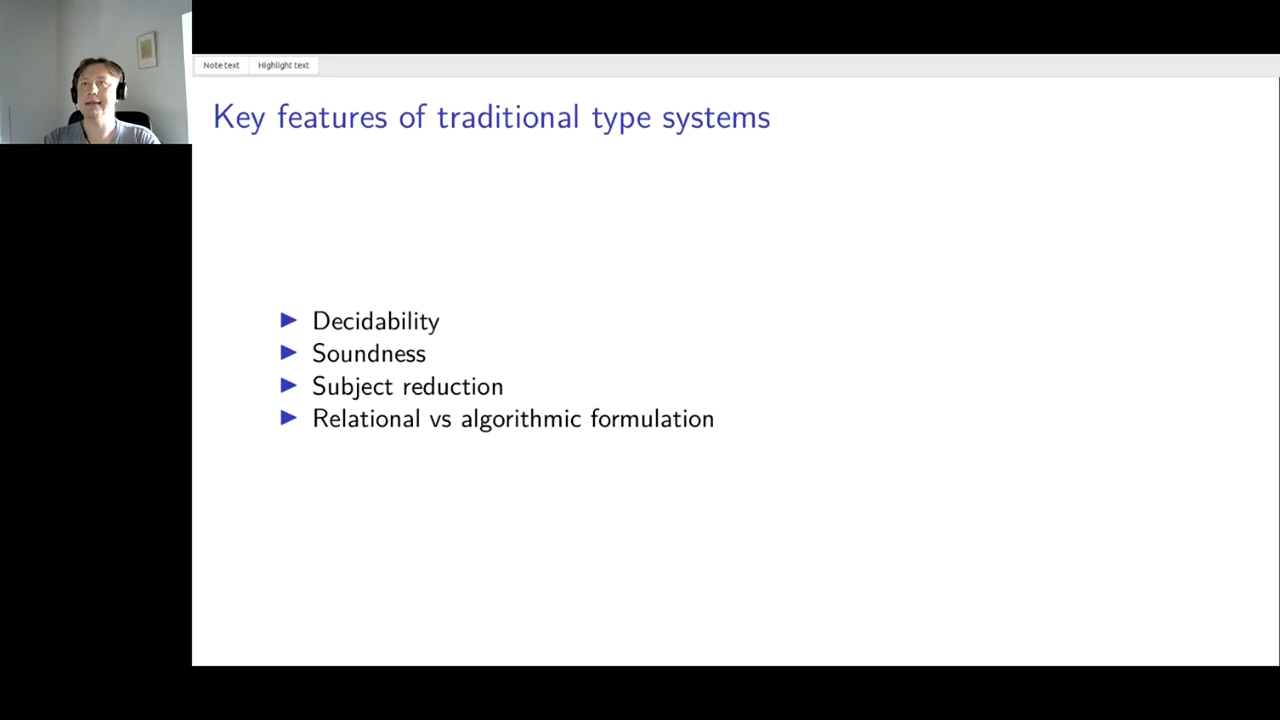 Note text Highlight text
Key features of traditional type systems
▶ Decidability
▶ Soundness
▶ Subject reduction
▶ Relational vs algorithmic formulation